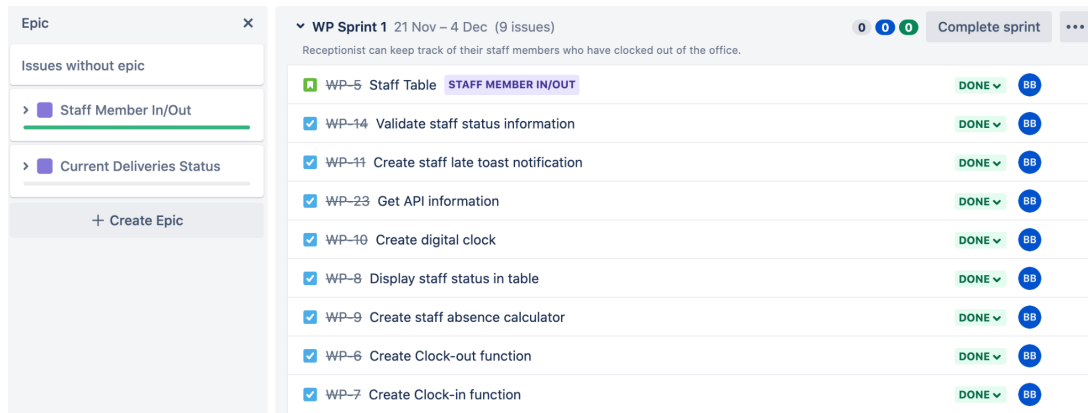 Epic
Issues without epic
Staff Member In/Out
Current Deliveries Status
+ Create Epic
WP Sprint 1 21 Nov – 4 Dec (9 issues) 0 0 0 Complete sprint
Receptionist can keep track of their staff members who have clocked out of the office.
WP-5 Staff Table STAFF MEMBER IN/OUT DONE BB
WP-14 Validate staff status information DONE BB
WP-11 Create staff late toast notification DONE BB
WP-23 Get API information DONE BB
WP-10 Create digital clock DONE BB
WP-8 Display staff status in table DONE BB
WP-9 Create staff absence calculator DONE BB
WP-6 Create Clock-out function DONE BB
WP-7 Create Clock-in function DONE BB